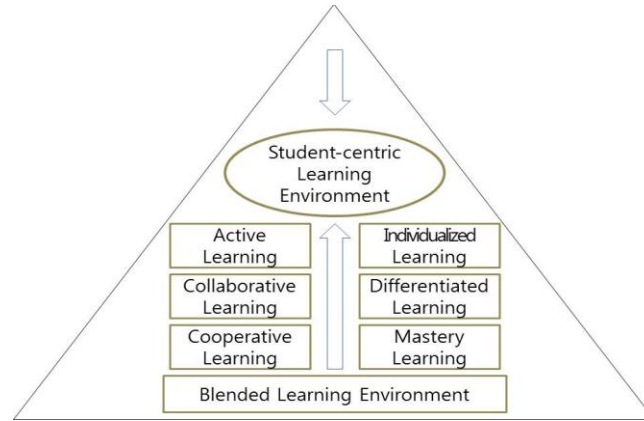 Student-centric
Learning
Environment
Active
Learning
Individualized
Learning
Collaborative
Learning
Differentiated
Learning
Cooperative
Learning
Mastery
Learning
Blended Learning Environment